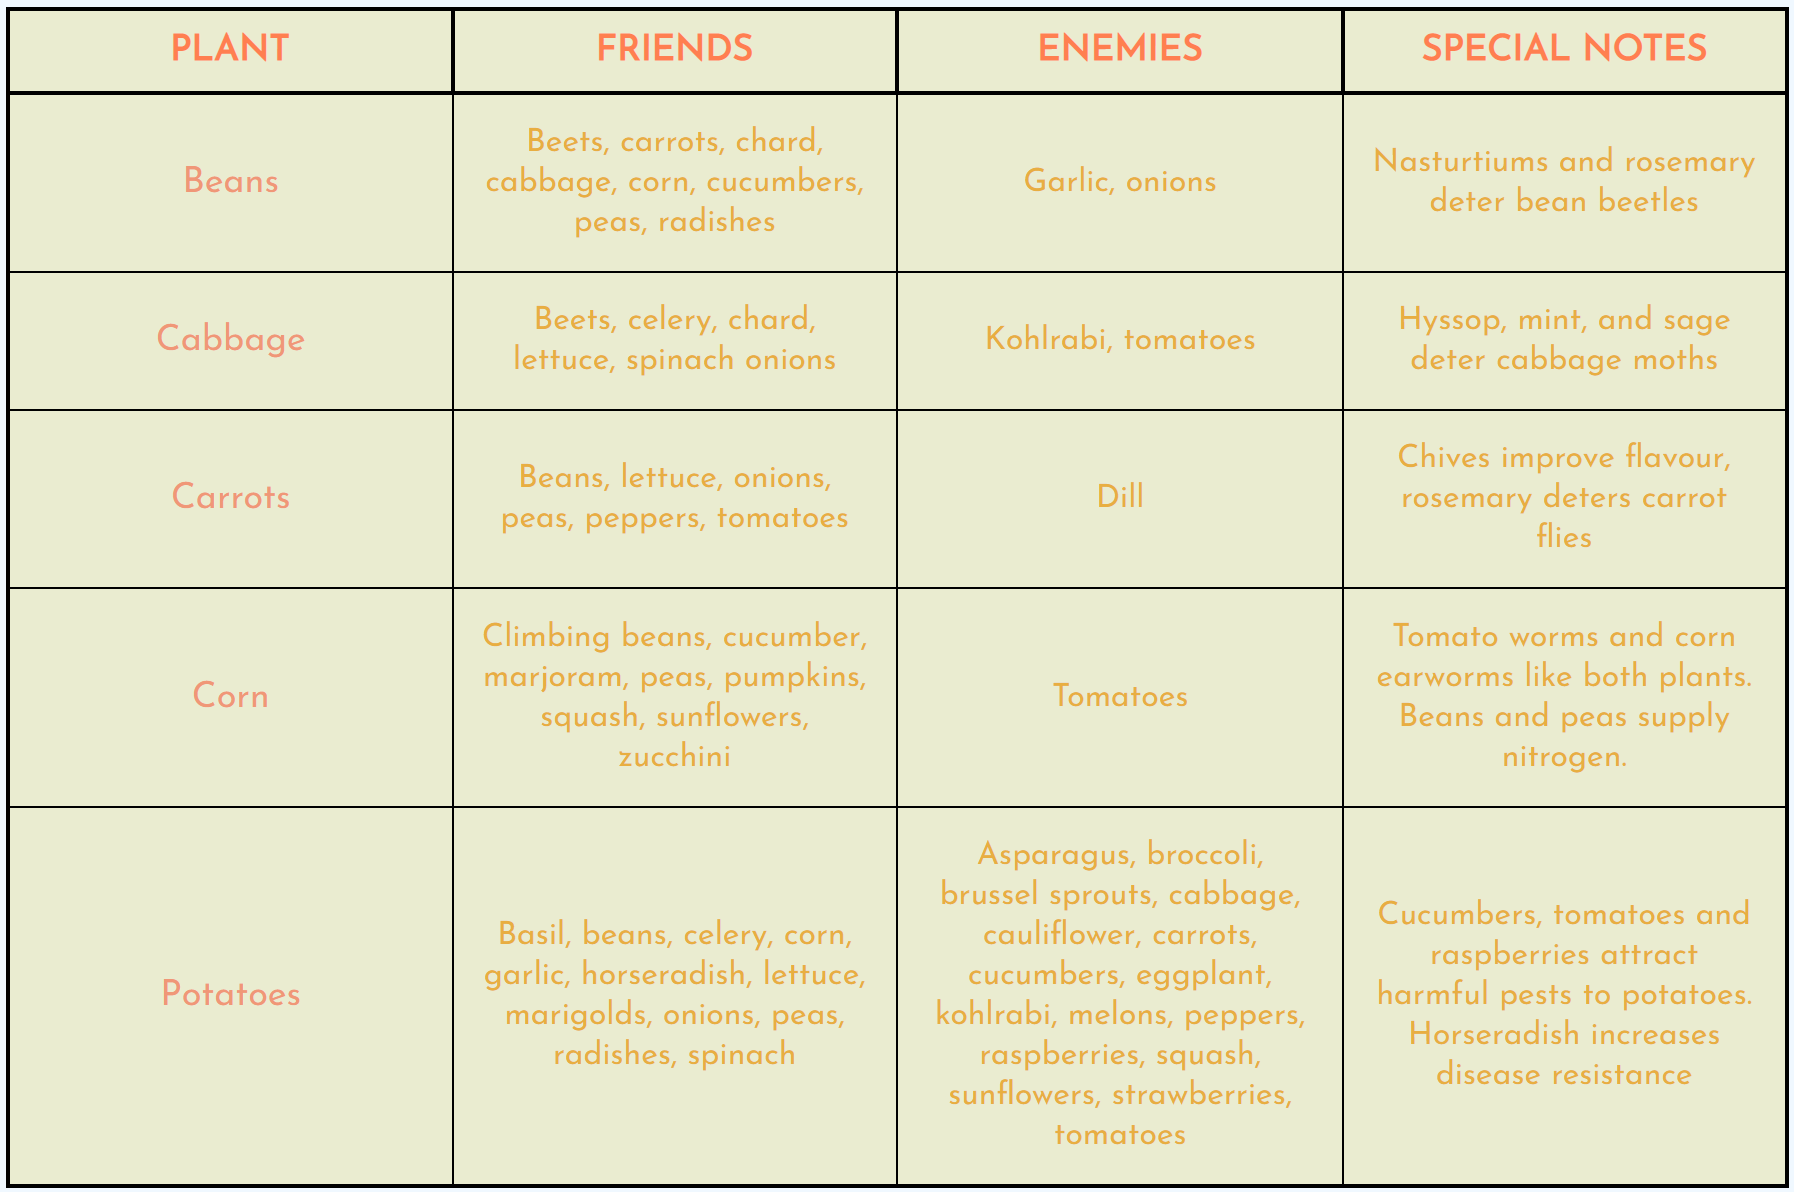 PLANT
FRIENDS
ENEMIES
SPECIAL NOTES
Beans
Beets, carrots, chard,
cabbage, corn, cucumbers,
peas, radishes
Garlic, onions
Nasturtiums and rosemary
deter bean beetles
Cabbage
Beets, celery, chard,
lettuce, spinach onions
Kohlrabi, tomatoes
Hyssop, mint, and sage
deter cabbage moths
Carrots
Beans, lettuce, onions,
peas, peppers, tomatoes
Dill
Chives improve flavour,
rosemary deters carrot
flies
Corn
Climbing beans, cucumber,
marjoram, peas, pumpkins,
squash, sunflowers,
zucchini
Tomatoes
Tomato worms and corn
earworms like both plants.
Beans and peas supply
nitrogen.
Potatoes
Basil, beans, celery, corn,
garlic, horseradish, lettuce,
marigolds, onions, peas,
radishes, spinach
Asparagus, broccoli,
brussel sprouts, cabbage,
cauliflower, carrots,
cucumbers, eggplant,
kohlrabi, melons, peppers,
raspberries, squash,
sunflowers, strawberries,
tomatoes
Cucumbers, tomatoes and
raspberries attract
harmful pests to potatoes.
Horseradish increases
disease resistance